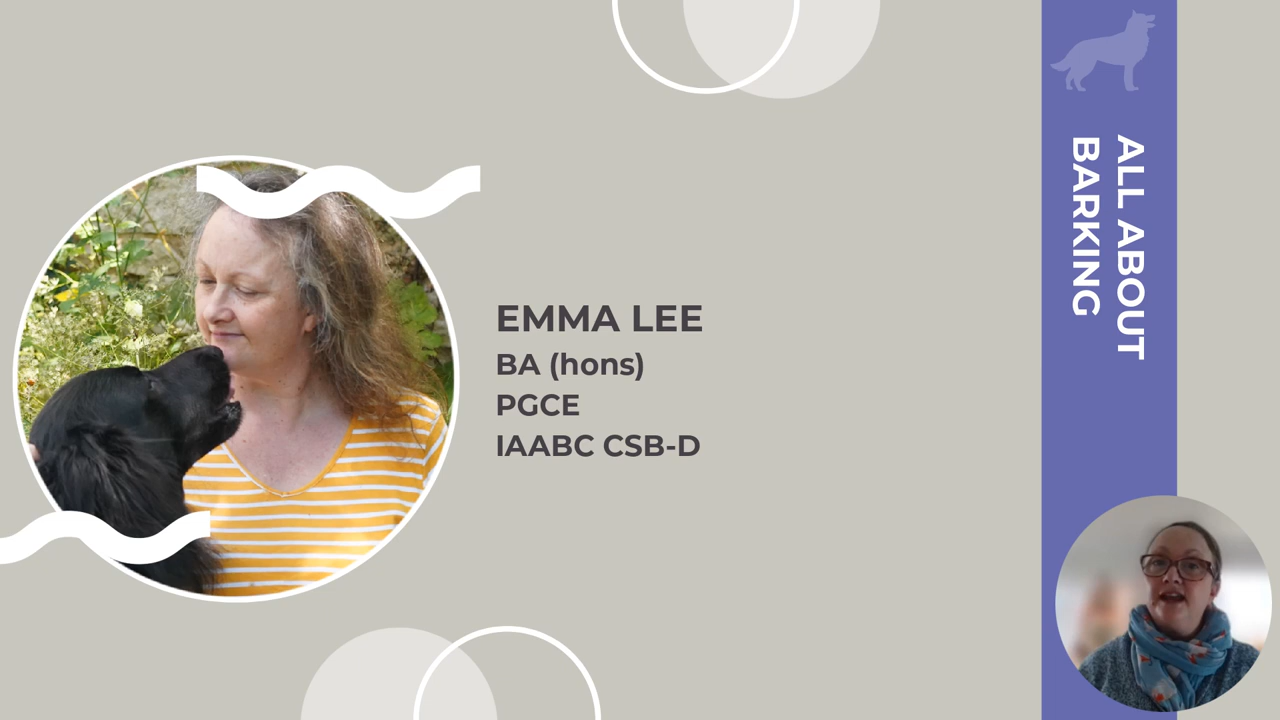 EMMA LEE
BA (hons)
PGCE
IAABC CSB-D
ALL ABOUT
BARKING